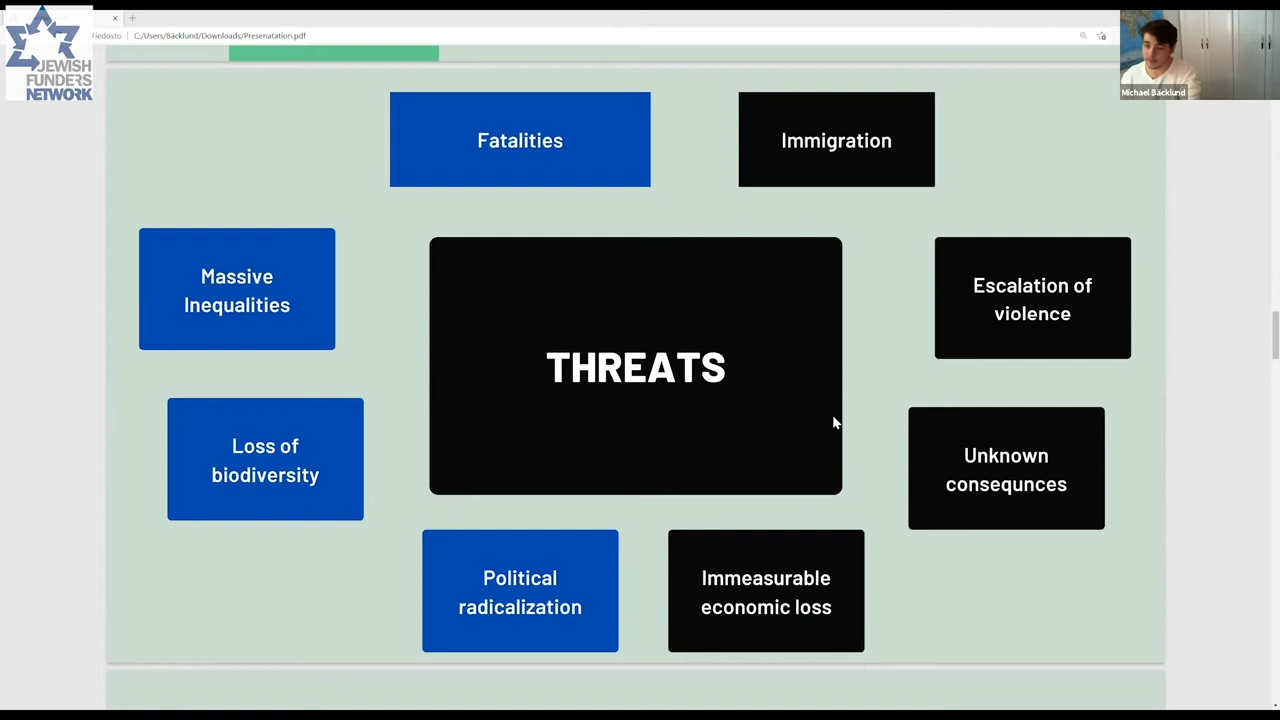 JEWISH
FUNDERS
NETWORK
Tiedosto
C:/Users/Bäcklund/Downloads/Presenatation.pdf
Michael Bäcklund
Fatalities
Immigration
Massive
Inequalities
Escalation of
violence
THREATS
Loss of
biodiversity
Unknown
consequnces
Political
radicalization
Immeasurable
economic loss